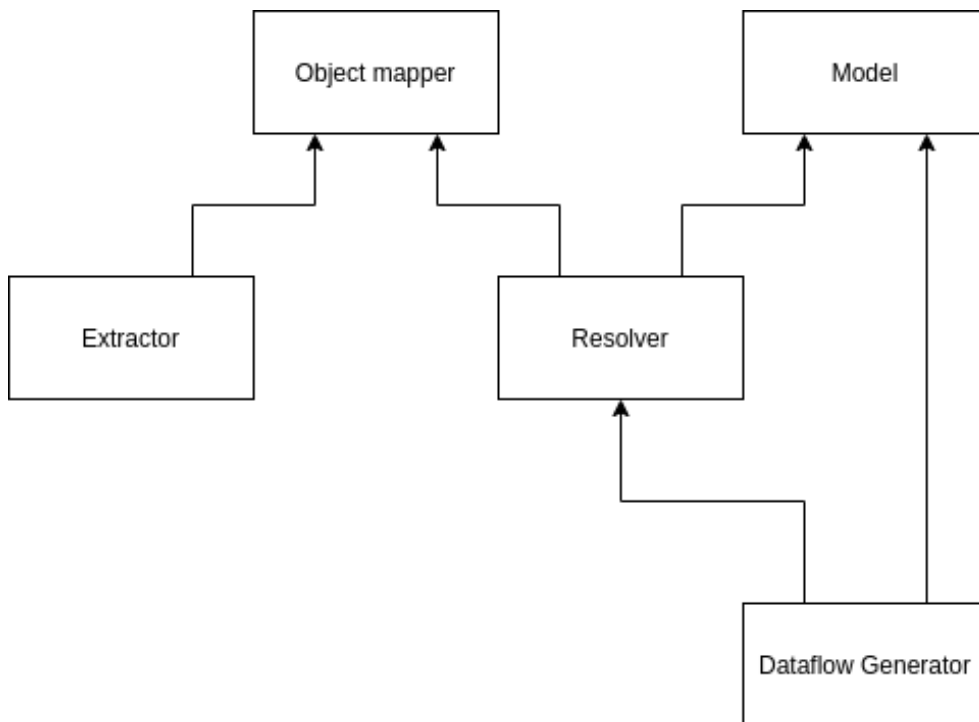 Object mapper
Model
Extractor
Resolver
Dataflow Generator